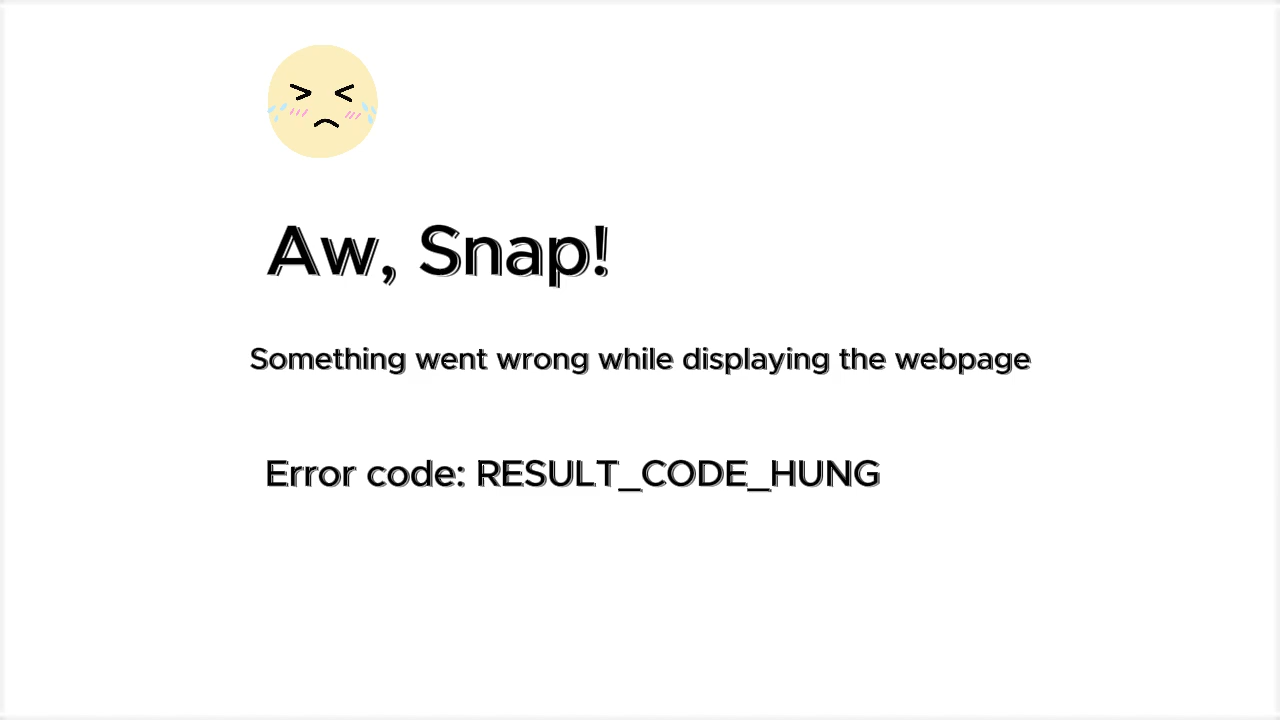 Aw, Snap!
Something went wrong while displaying the webpage
Error code: RESULT_CODE_HUNG